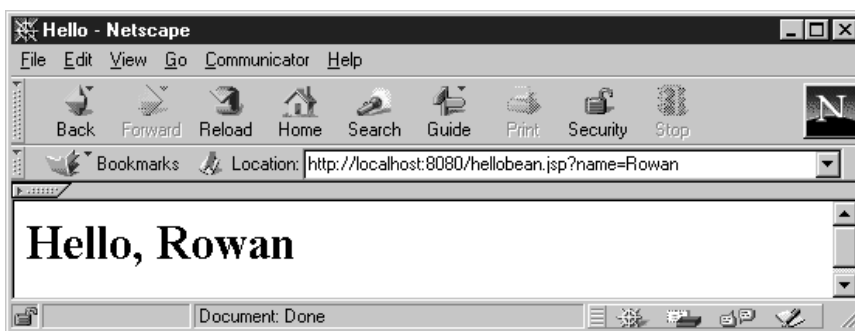 Hello - Netscape
File Edit View Go Communicator Help
Back Forward Reload Home Search Guide Print Security Stop
N
Bookmarks Location: http://localhost:8080/hellobean.jsp?name=Rowan
Hello, Rowan
Document: Done